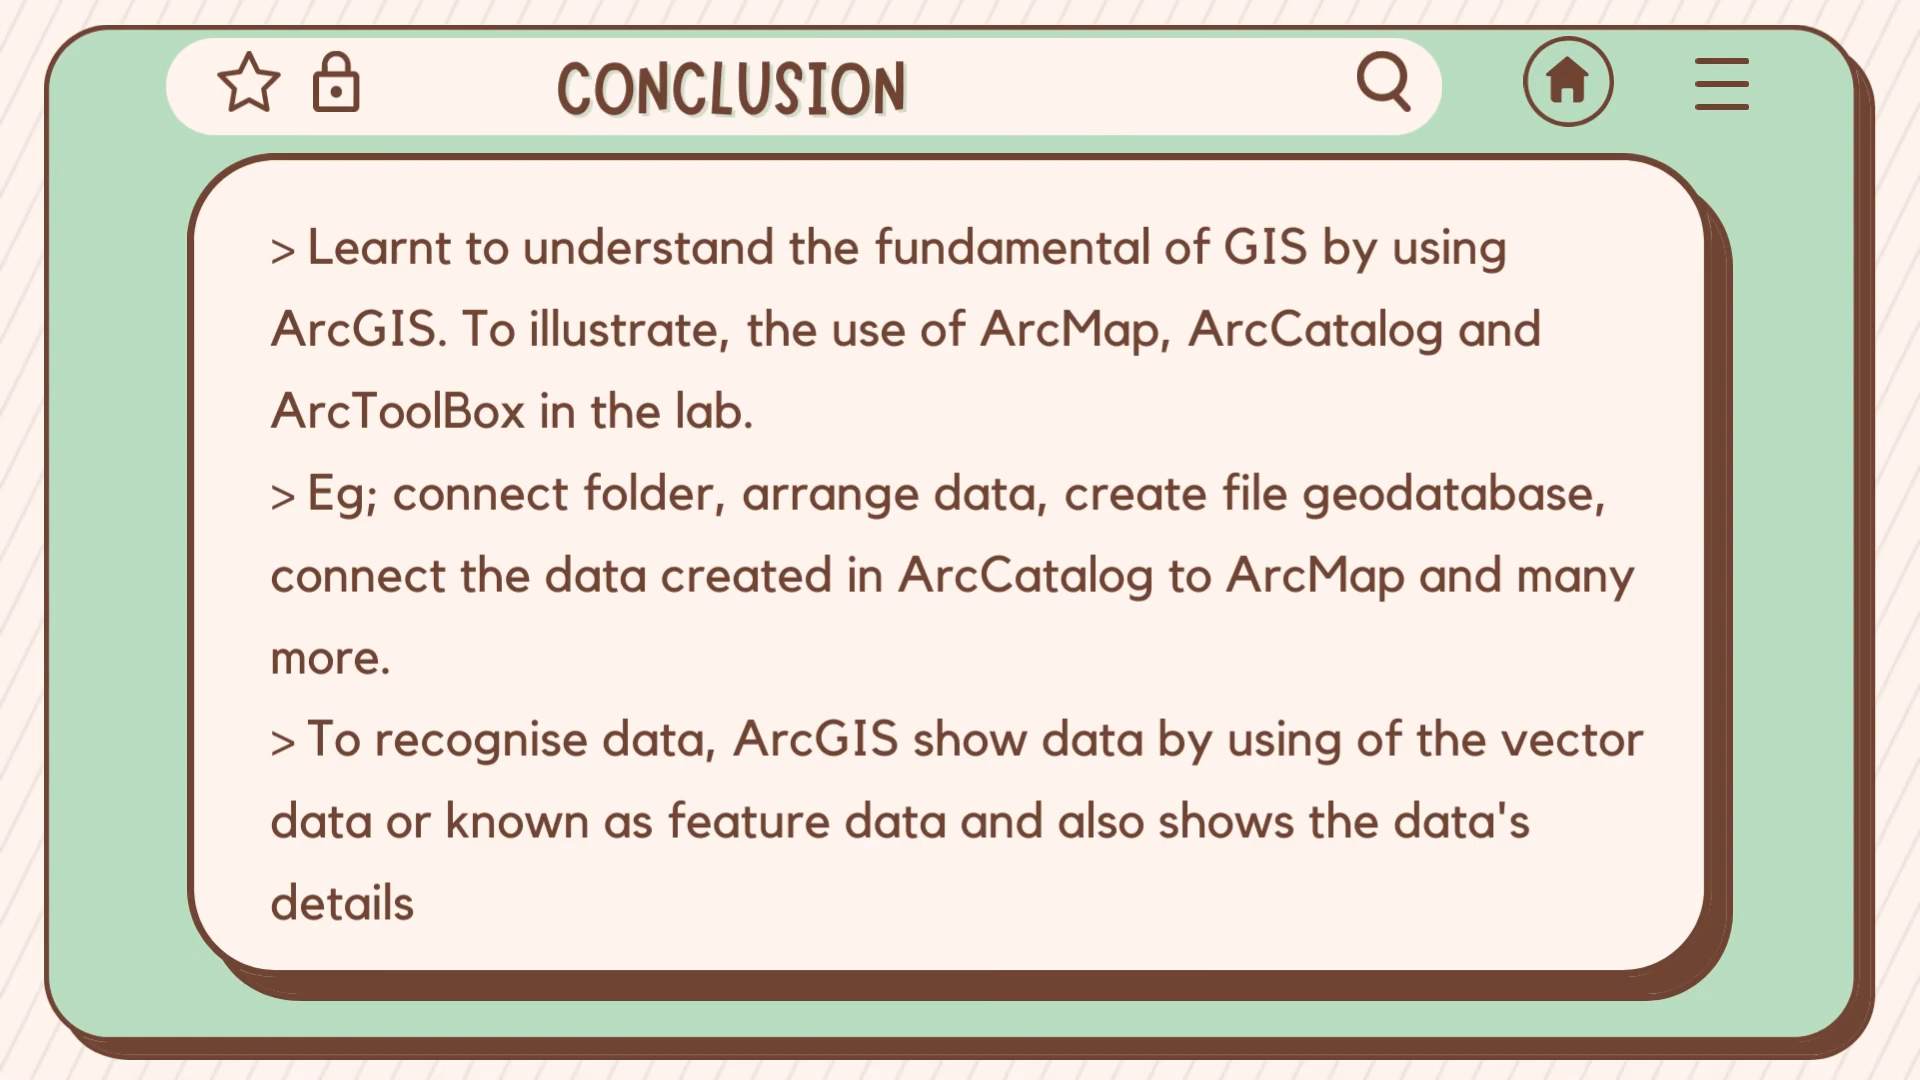 CONCLUSION
> Learnt to understand the fundamental of GIS by using
ArcGIS. To illustrate, the use of ArcMap, ArcCatalog and
ArcToolBox in the lab.
> Eg; connect folder, arrange data, create file geodatabase,
connect the data created in ArcCatalog to ArcMap and many
more.
> To recognise data, ArcGIS show data by using of the vector
data or known as feature data and also shows the data's
details